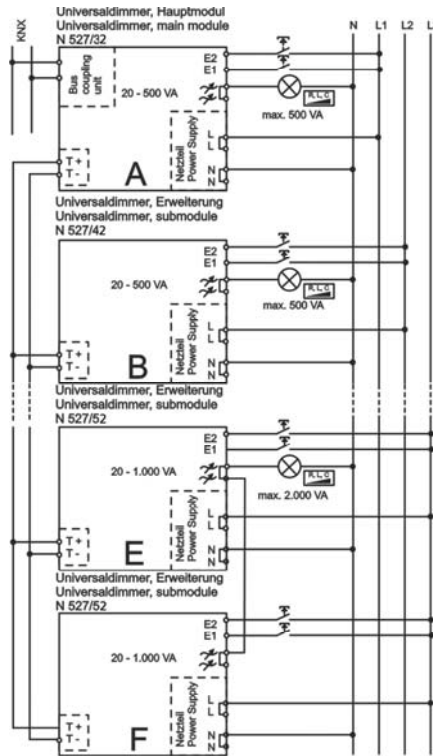 Universaldimmer, Hauptmodul
Universaldimmer, main module
N 527/32
KNX
N L1 L2 L
Bus coupling unit
E2
E1
20 - 500 VA
R,L,C
max. 500 VA
Netzteil
Power Supply
L
L
T+
T-
A
N
N
Universaldimmer, Erweiterung
Universaldimmer, submodule
N 527/42
E2
E1
20 - 500 VA
R,L,C
max. 500 VA
Netzteil
Power Supply
L
L
T+
T-
B
N
N
Universaldimmer, Erweiterung
Universaldimmer, submodule
N 527/52
E2
E1
20 - 1.000 VA
R,L,C
max. 2.000 VA
Netzteil
Power Supply
L
L
T+
T-
E
N
N
Universaldimmer, Erweiterung
Universaldimmer, submodule
N 527/52
E2
E1
20 - 1.000 VA
Netzteil
Power Supply
L
L
T+
T-
F
N
N